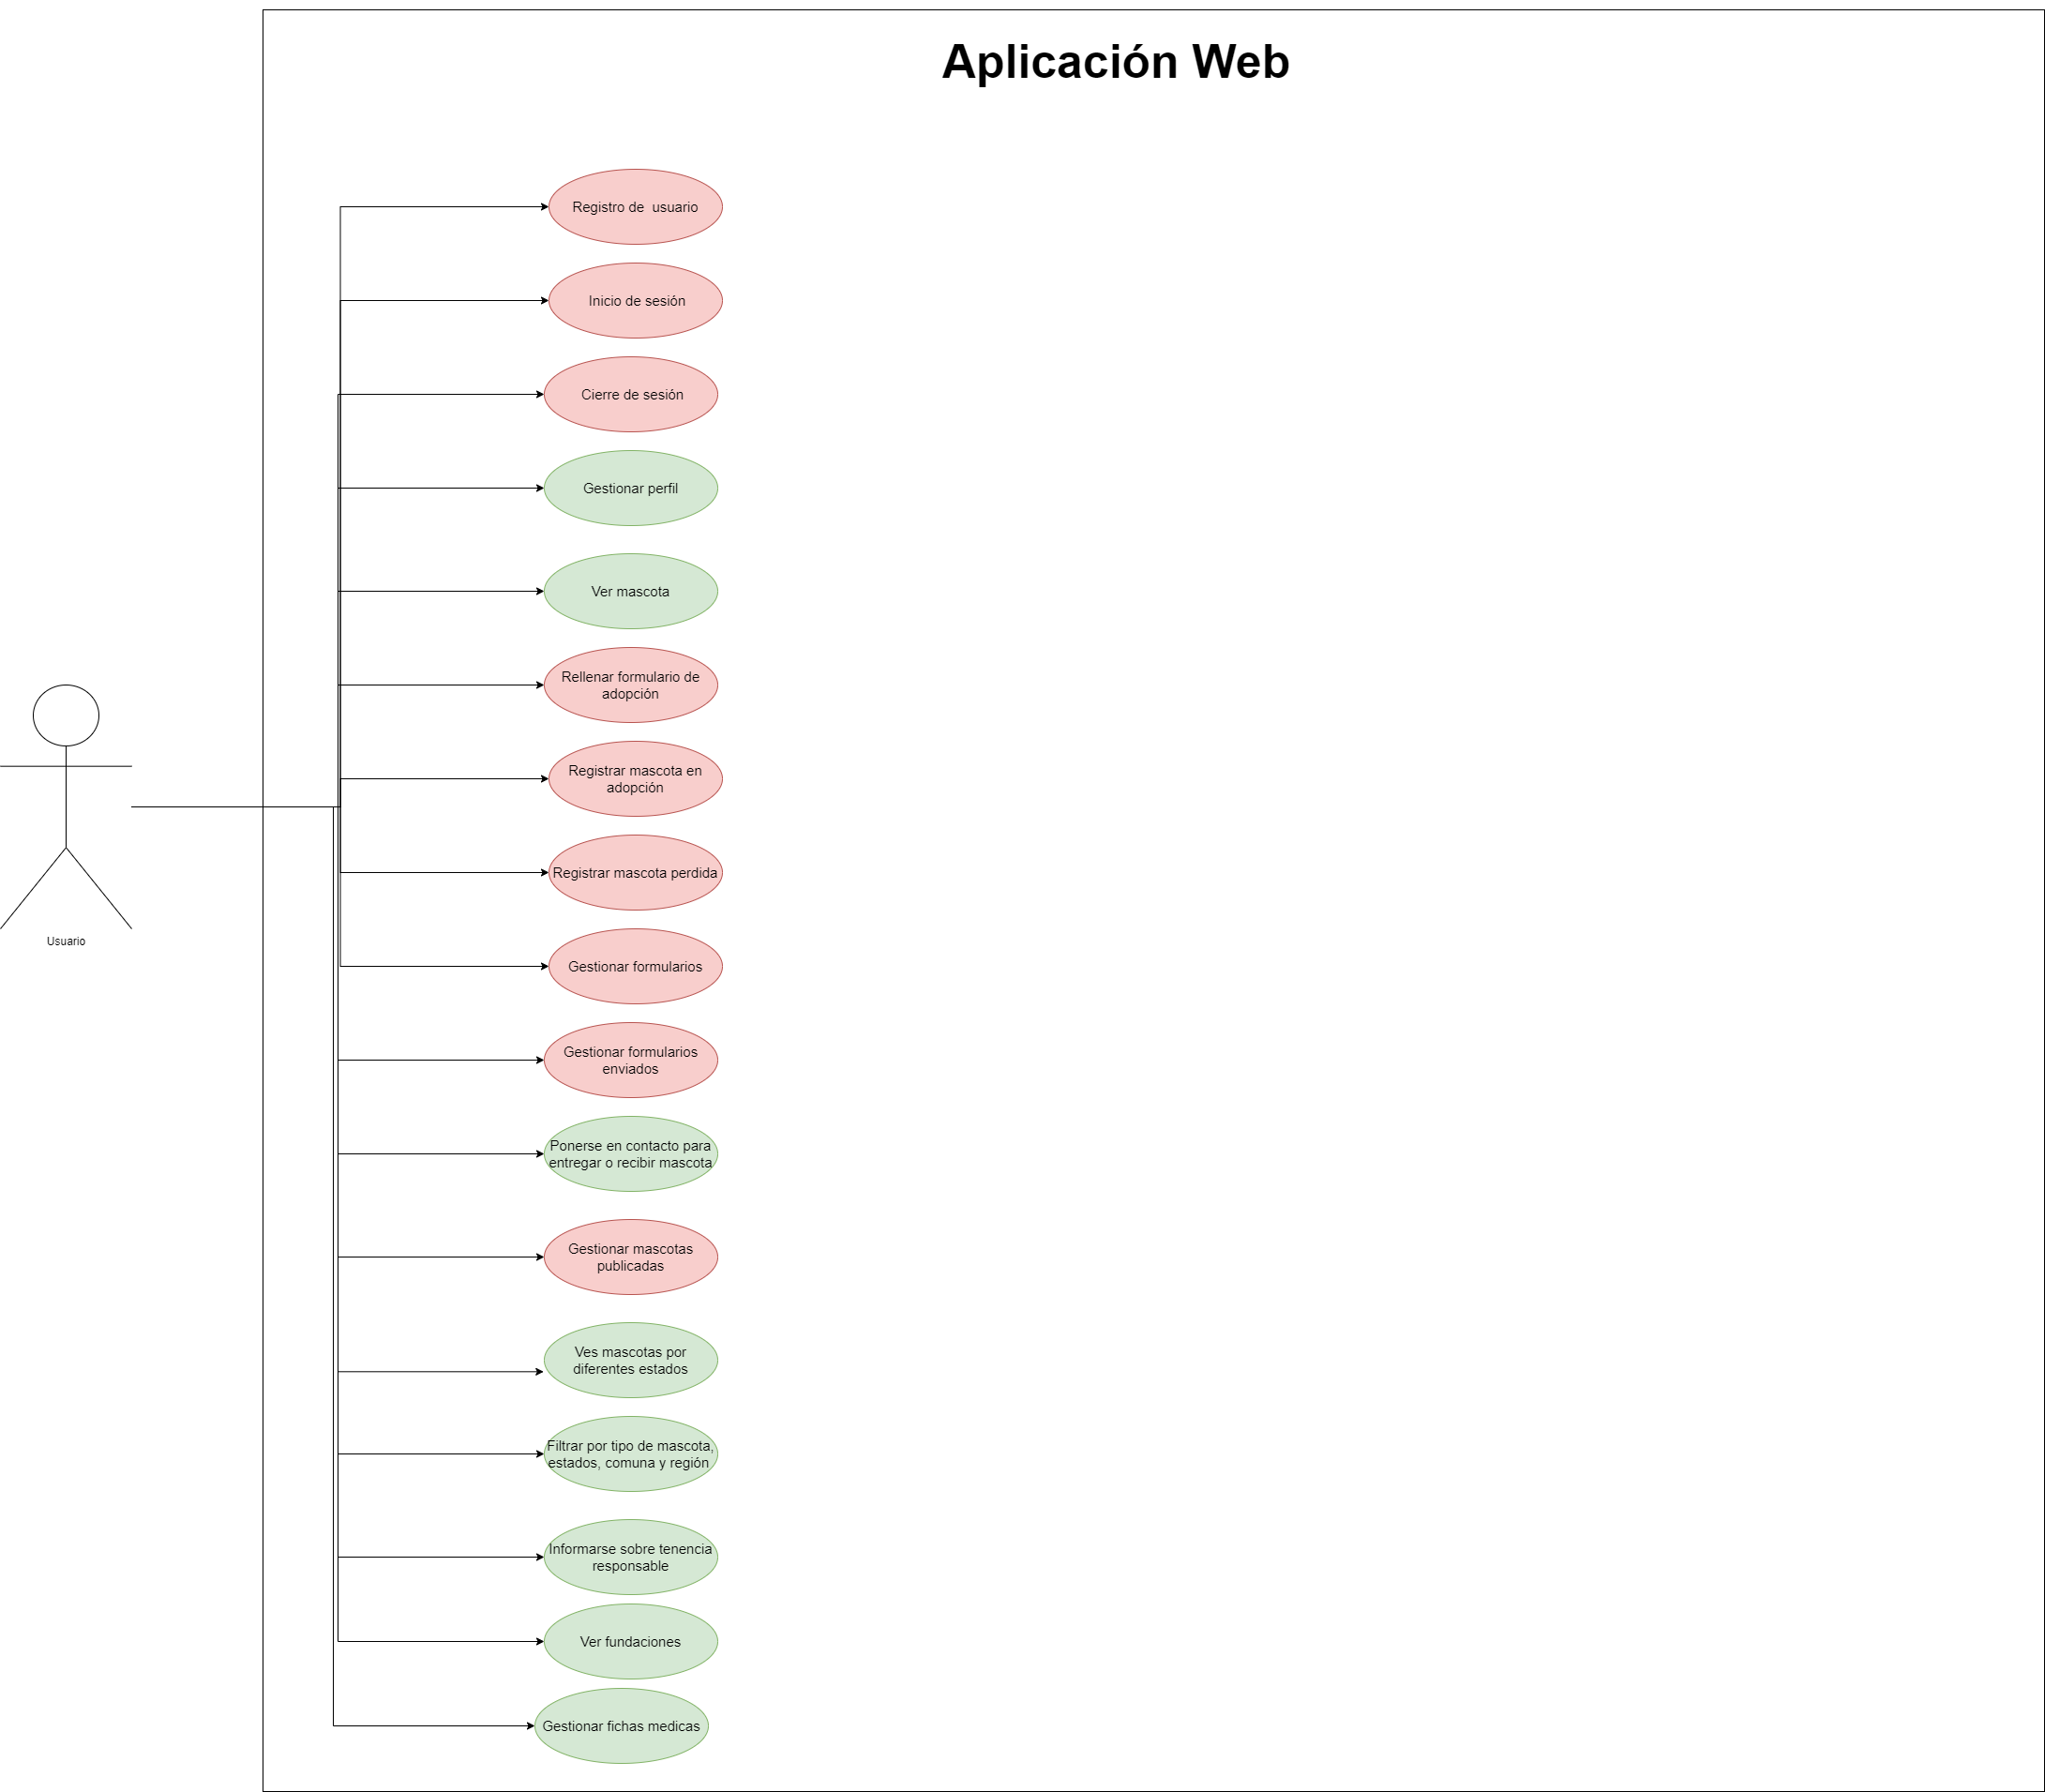 Aplicación Web
Registro de  usuario
Inicio de sesión
Cierre de sesión
Gestionar perfil
Ver mascota
Rellenar formulario de
adopción
Registrar mascota en
adopción
Registrar mascota perdida
Usuario
Gestionar formularios
Gestionar formularios
enviados
Ponerse en contacto para
entregar o recibir mascota
Gestionar mascotas
publicadas
Ves mascotas por
diferentes estados
Filtrar por tipo de mascota,
estados, comuna y región
Informarse sobre tenencia
responsable
Ver fundaciones
Gestionar fichas medicas